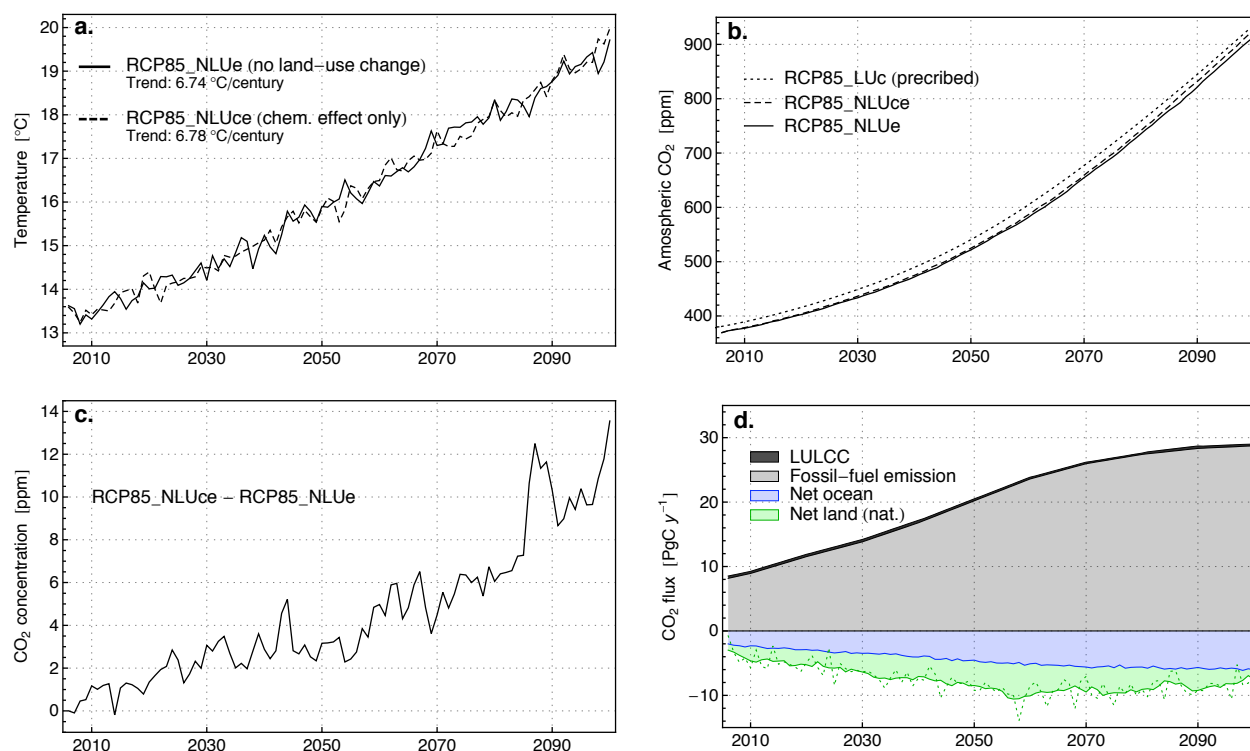 a.
RCP85_NLUe (no land−use change)
Trend: 6.74 °C/century
RCP85_NLUce (chem. effect only)
Trend: 6.78 °C/century
Temperature [°C]
20
19
18
17
16
15
14
13
2010 2030 2050 2070 2090
b.
RCP85_LUc (precribed)
RCP85_NLUce
RCP85_NLUe
Amospheric CO₂ [ppm]
900
800
700
600
500
400
2010 2030 2050 2070 2090
c.
RCP85_NLUce − RCP85_NLUe
CO₂ concentration [ppm]
14
12
10
8
6
4
2
0
2010 2030 2050 2070 2090
d.
LULCC
Fossil−fuel emission
Net ocean
Net land (nat.)
CO₂ flux [PgC y⁻¹]
30
20
10
0
−10
2010 2030 2050 2070 2090